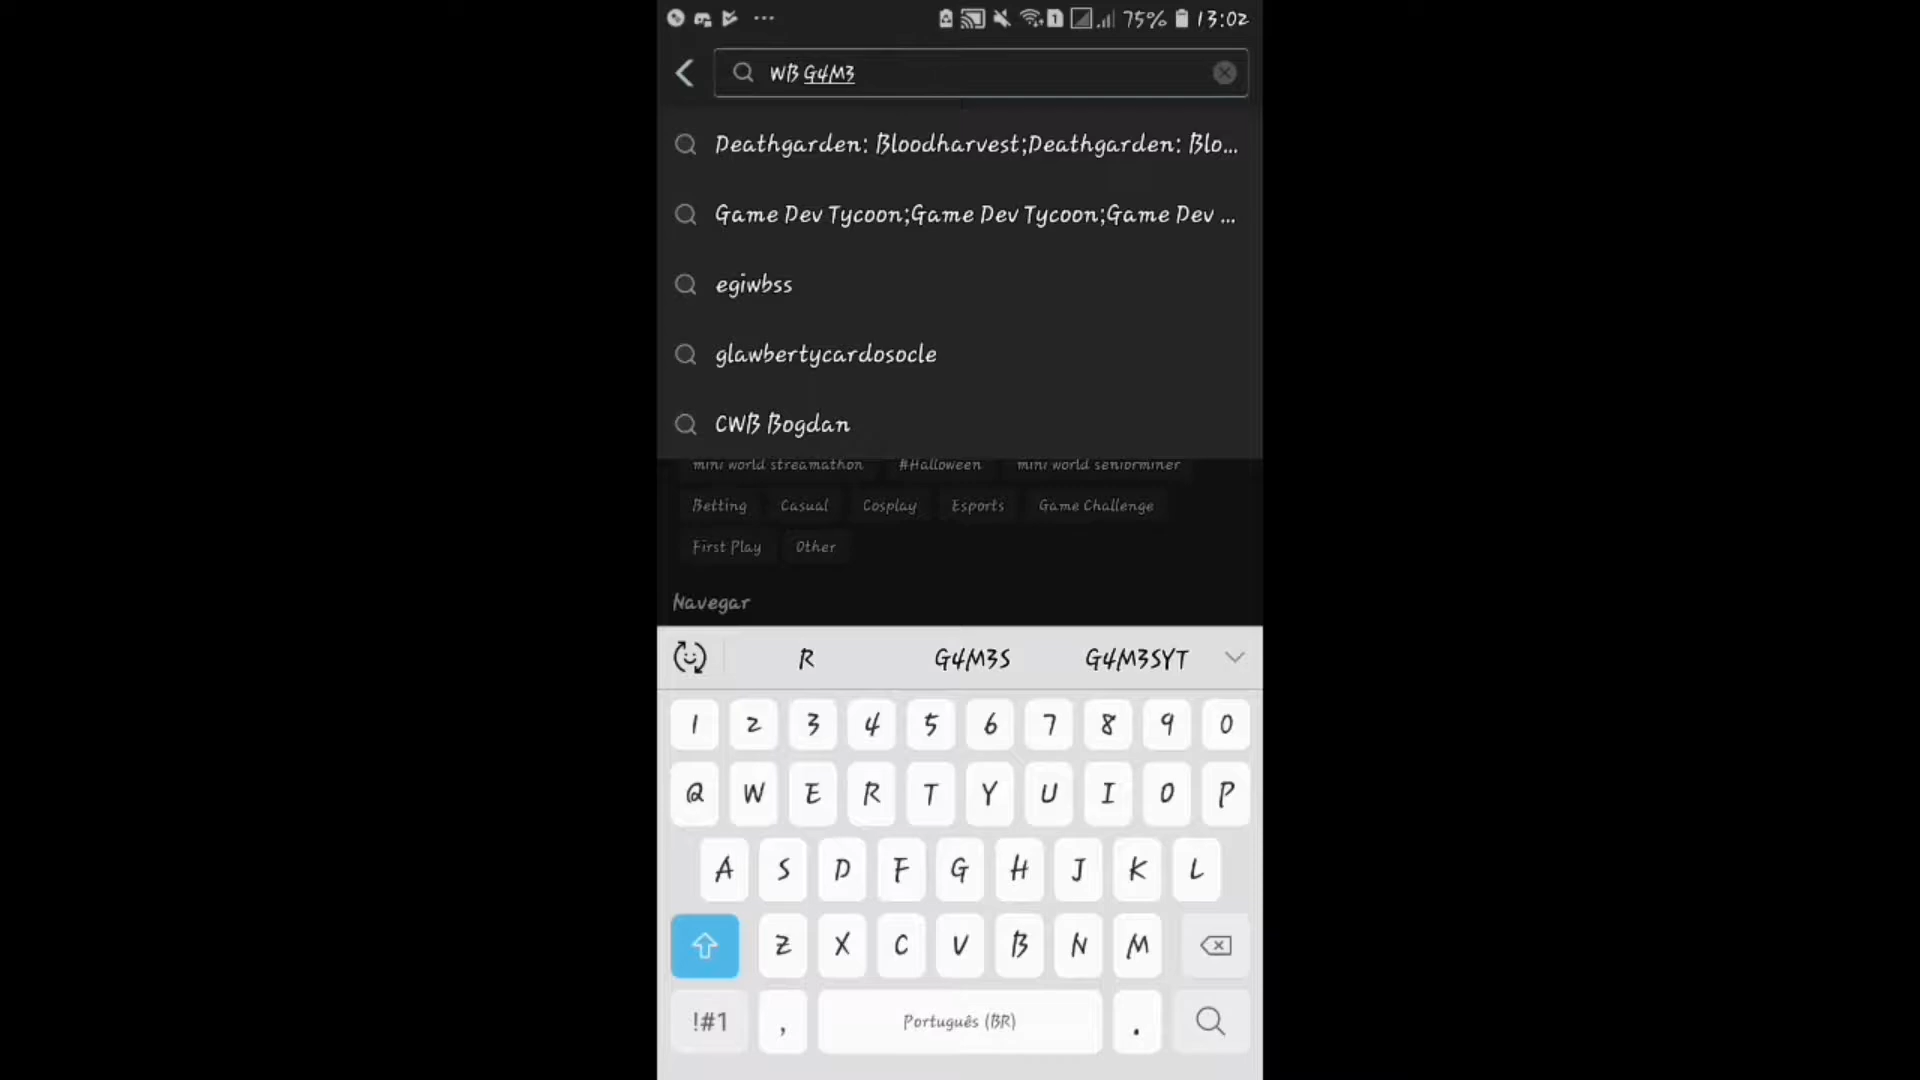 75% 13:02
WB G4M3
Deathgarden: Bloodharvest;Deathgarden: Blo...
Game Dev Tycoon;Game Dev Tycoon;Game Dev ...
egiwbss
glawbertycardosocle
CWB Bogdan
mini world streamathon #Halloween mini world seniorminer
Betting Casual Cosplay Esports Game Challenge
First Play Other
Navegar
R G4M3S G4M3SYT
1 2 3 4 5 6 7 8 9 0
Q W E R T Y U I O P
A S D F G H J K L
Z X C V B N M
!#1 , Português (BR) .